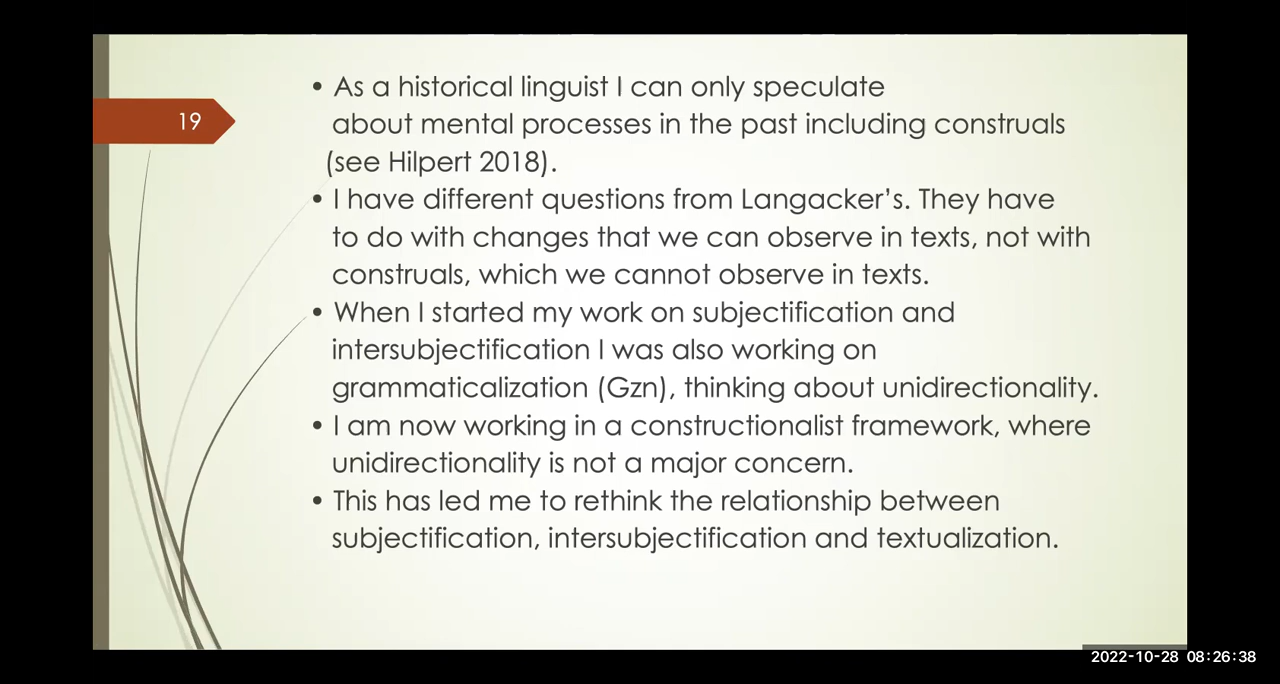 19
• As a historical linguist I can only speculate
about mental processes in the past including construals
(see Hilpert 2018).
• I have different questions from Langacker’s. They have
to do with changes that we can observe in texts, not with
construals, which we cannot observe in texts.
• When I started my work on subjectification and
intersubjectification I was also working on
grammaticalization (Gzn), thinking about unidirectionality.
• I am now working in a constructionalist framework, where
unidirectionality is not a major concern.
• This has led me to rethink the relationship between
subjectification, intersubjectification and textualization.
2022-10-28 08:26:38